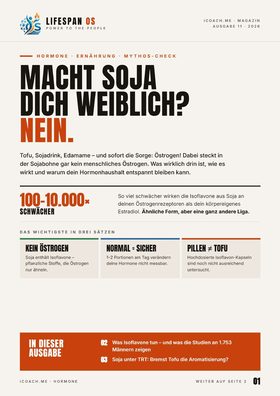 LIFESPAN OS
POWER TO THE PEOPLE
ICOACH.ME · MAGAZIN
AUSGABE 11 · 2026
HORMONE · ERNÄHRUNG · MYTHOS-CHECK
MACHT SOJA
DICH WEIBLICH?
NEIN.
Tofu, Sojadrink, Edamame – und sofort die Sorge: Östrogen! Dabei steckt in
der Sojabohne gar kein menschliches Östrogen. Was wirklich drin ist, wie es
wirkt und warum dein Hormonhaushalt entspannt bleiben kann.
100-10.000×
SCHWÄCHER
So viel schwächer wirken die Isoflavone aus Soja an
deinen Östrogenrezeptoren als dein körpereigenes
Estradiol. Ähnliche Form, aber eine ganz andere Liga.
DAS WICHTIGSTE IN DREI SÄTZEN
KEIN ÖSTROGEN
Soja enthält Isoflavone –
pflanzliche Stoffe, die Östrogen
nur ähneln.
NORMAL = SICHER
1–2 Portionen am Tag verändern
deine Hormone nicht messbar.
PILLEN ≠ TOFU
Hochdosierte Isoflavon-Kapseln
sind noch nicht ausreichend
untersucht.
IN DIESER
AUSGABE
02 Was Isoflavone tun – und was die Studien an 1.753
Männern zeigen
03 Soja unter TRT: Bremst Tofu die Aromatisierung?
ICOACH.ME · HORMONE
WEITER AUF SEITE 2
01